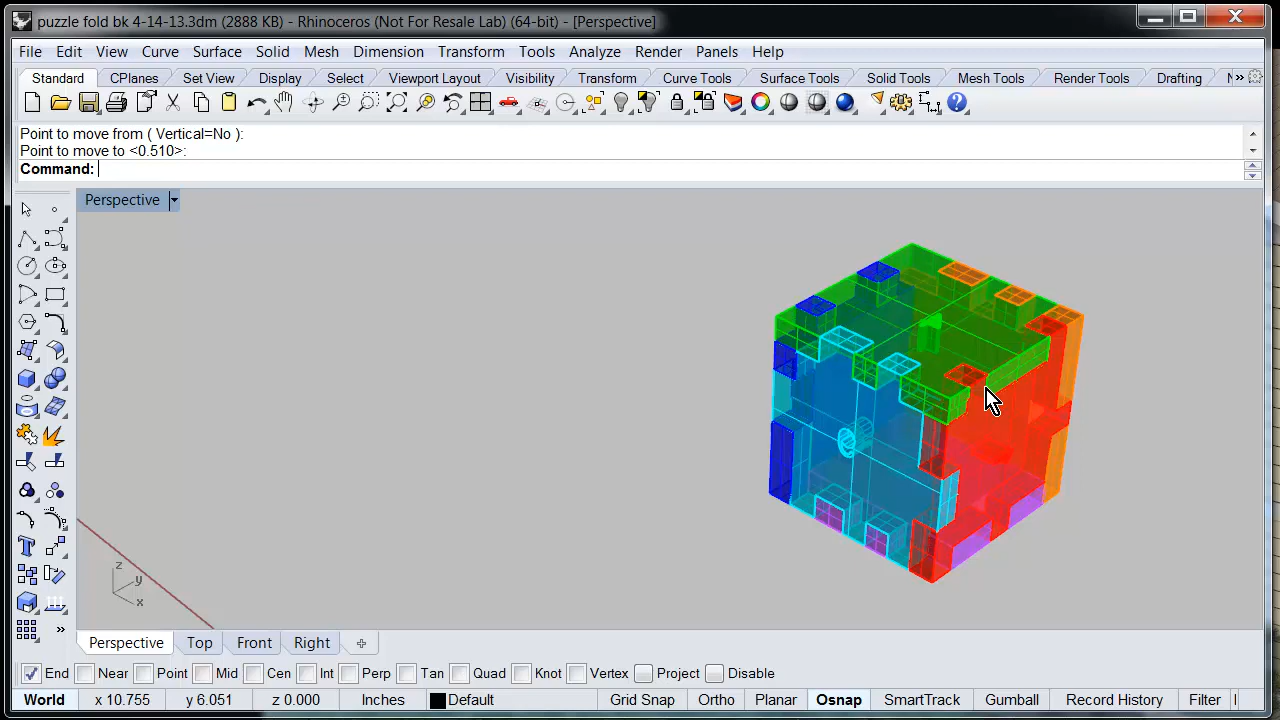 puzzle fold bk 4-14-13.3dm (2888 KB) - Rhinoceros (Not For Resale Lab) (64-bit) - [Perspective]
File Edit View Curve Surface Solid Mesh Dimension Transform Tools Analyze Render Panels Help
Standard CPlanes Set View Display Select Viewport Layout Visibility Transform Curve Tools Surface Tools Solid Tools Mesh Tools Render Tools Drafting
Point to move from ( Vertical=No ):
Point to move to <0.510>:
Command:
Perspective
z
y
x
Perspective Top Front Right
End Near Point Mid Cen Int Perp Tan Quad Knot Vertex Project Disable
World x 10.755 y 6.051 z 0.000 Inches Default Grid Snap Ortho Planar Osnap SmartTrack Gumball Record History Filter